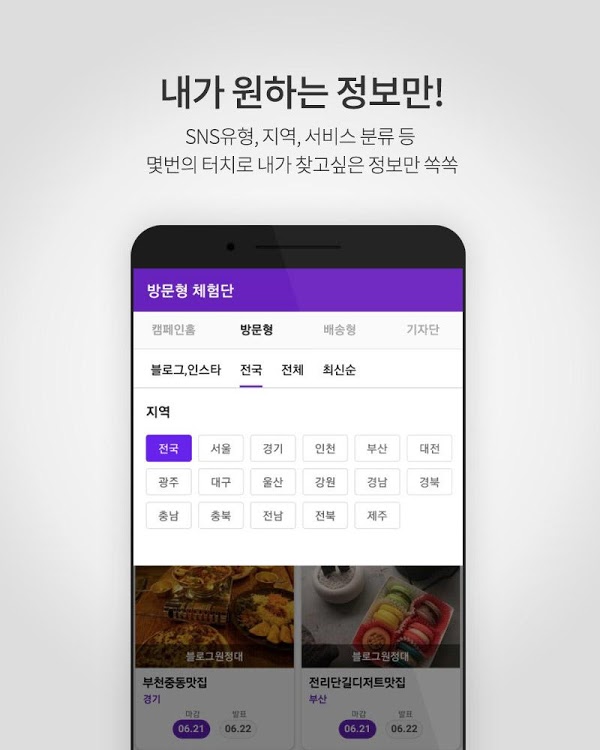 내가 원하는 정보만!
SNS유형, 지역, 서비스 분류 등
몇번의 터치로 내가 찾고싶은 정보만 쏙쏙
방문형 체험단
캠페인홈 방문형 배송형 기자단
블로그,인스타 전국 전체 최신순
지역
전국 서울 경기 인천 부산 대전
광주 대구 울산 강원 경남 경북
충남 충북 전남 전북 제주
블로그원정대 블로그원정대
부천중동맛집 전리단길디저트맛집
경기 부산
마감 발표 마감 발표
06.21 06.22 06.21 06.22